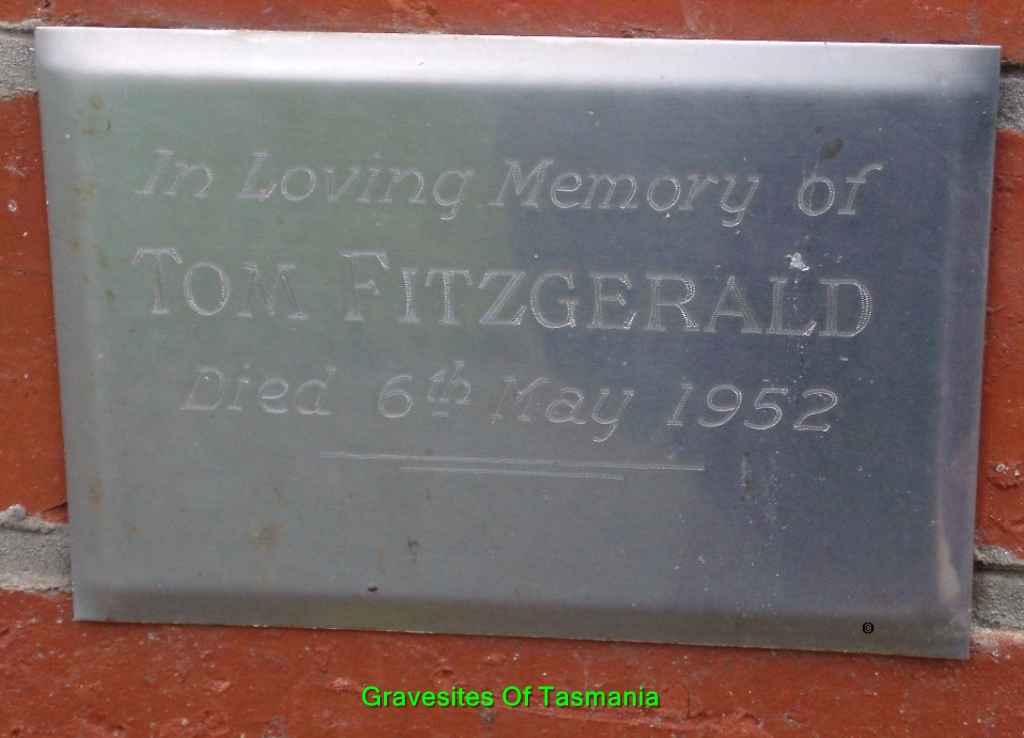 In Loving Memory of
TOM FITZGERALD
Died 6th May 1952
©
Gravesites Of Tasmania